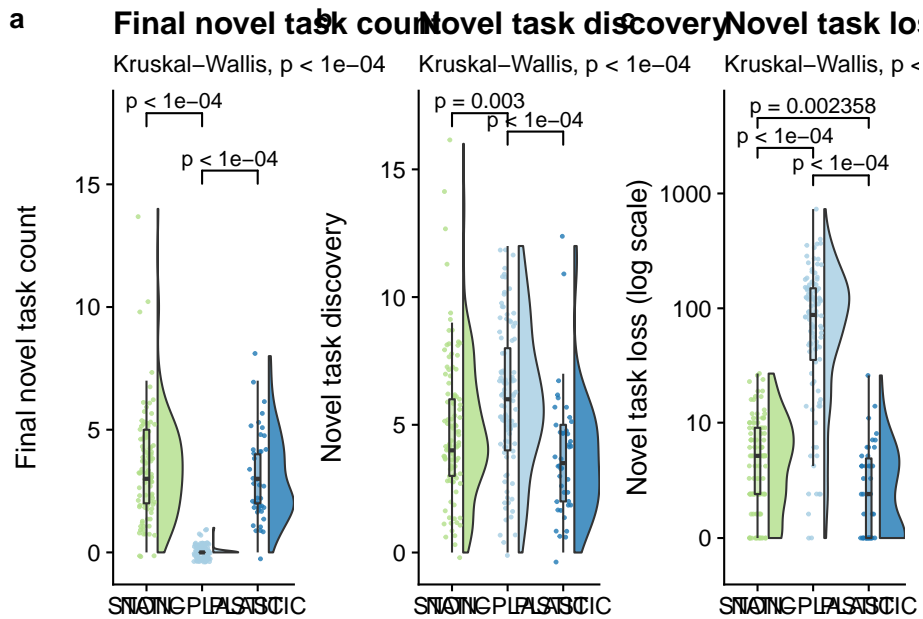 a
Final novel task count
Kruskal−Wallis, p < 1e−04
p < 1e−04
p < 1e−04
15
10
5
0
Final novel task count
b
Novel task discovery
Kruskal−Wallis, p < 1e−04
p = 0.003
p < 1e−04
15
10
5
0
Novel task discovery
c
Novel task los
Kruskal−Wallis, p <
p = 0.002358
p < 1e−04
p < 1e−04
1000
100
10
0
Novel task loss (log scale)